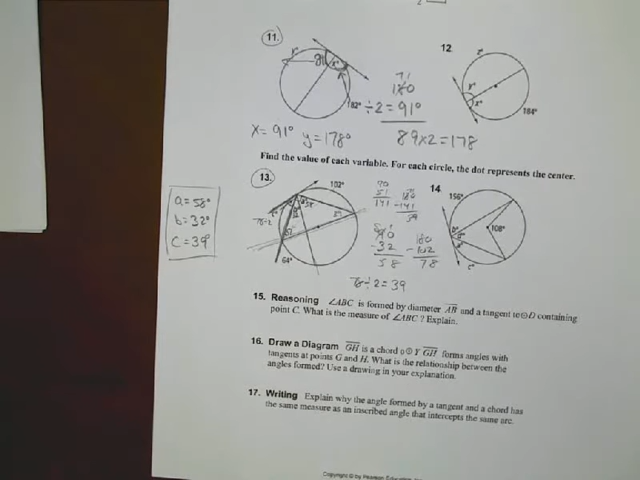 11.
12
x°
y°
x°
y°
182°
184°
71
180
÷2=91°
89x2=178
x=91° y=178°
Find the value of each variable. For each circle, the dot represents the center.
13.
102°
64°
a=58°
b=32°
c=39°
90
51
141
180
-141
39
90
-32
58
180
-102
78
78÷2=39
14
156°
108°
15. Reasoning ∠ABC is formed by diameter AB and a tangent to ⊙D containing
point C. What is the measure of ∠ABC? Explain.
16. Draw a Diagram GH is a chord o⊙Y GH forms angles with
tangents at points G and H. What is the relationship between the
angles formed? Use a drawing in your explanation.
17. Writing Explain why the angle formed by a tangent and a chord has
the same measure as an inscribed angle that intercepts the same arc.
Copyright © by Pearson Education